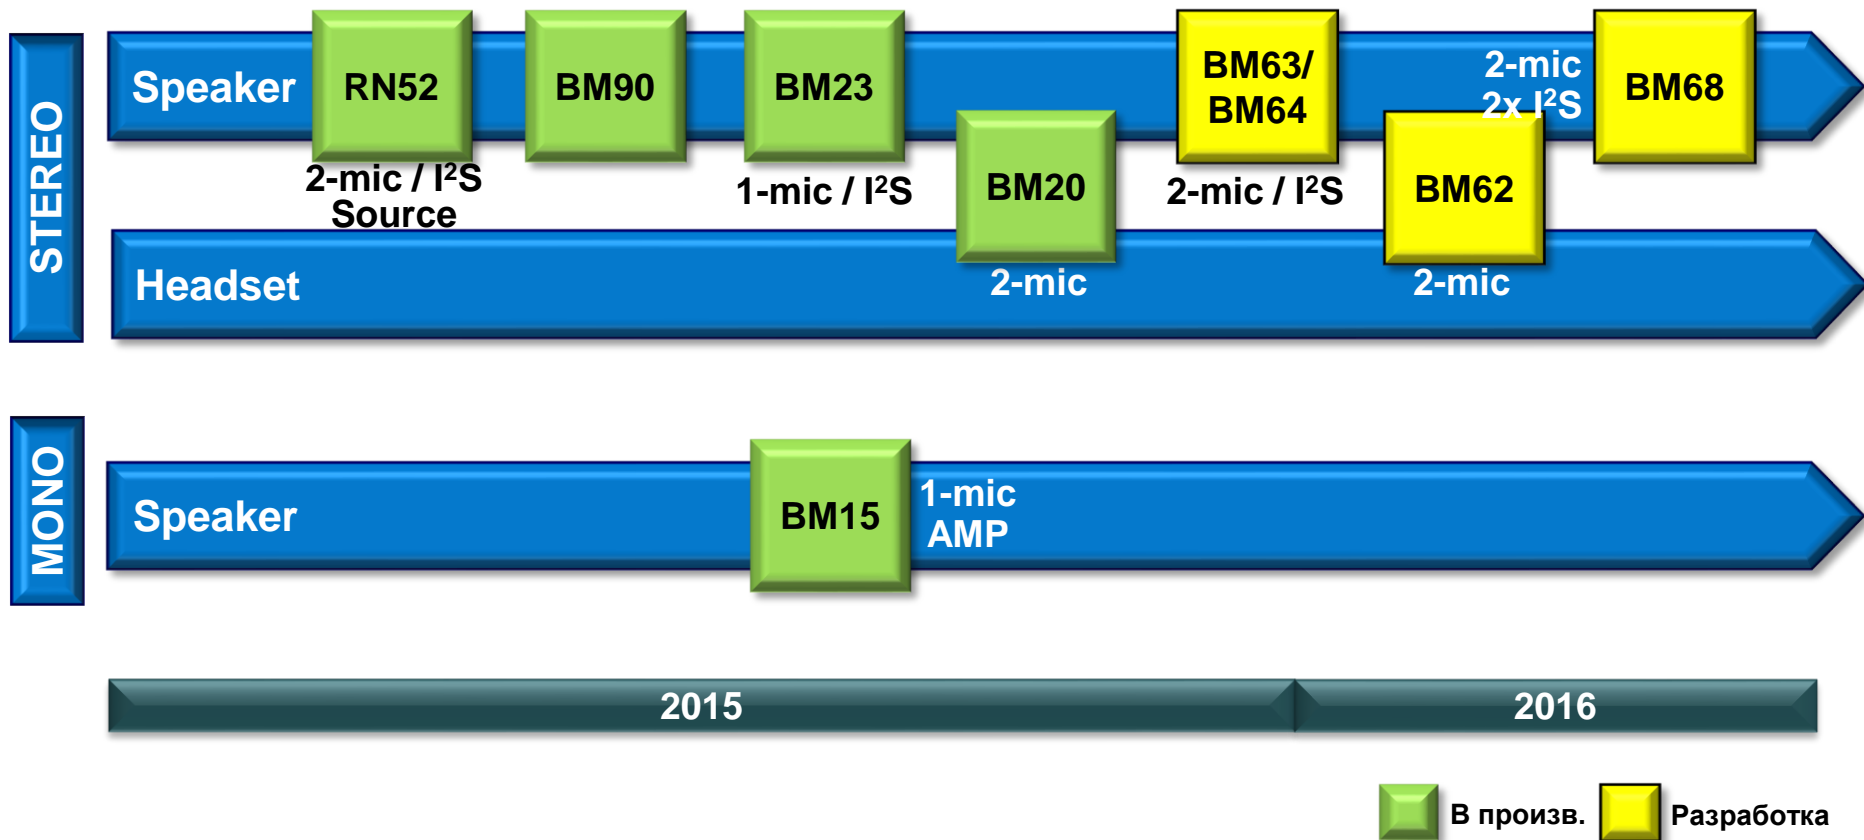 STEREO
Speaker
RN52
2-mic / I²S
Source
BM90
BM23
1-mic / I²S
BM20
2-mic
BM63/
BM64
2-mic / I²S
BM62
2-mic
2-mic
2x I²S
BM68
Headset
MONO
Speaker
BM15
1-mic
AMP
2015
2016
В произв.
Разработка